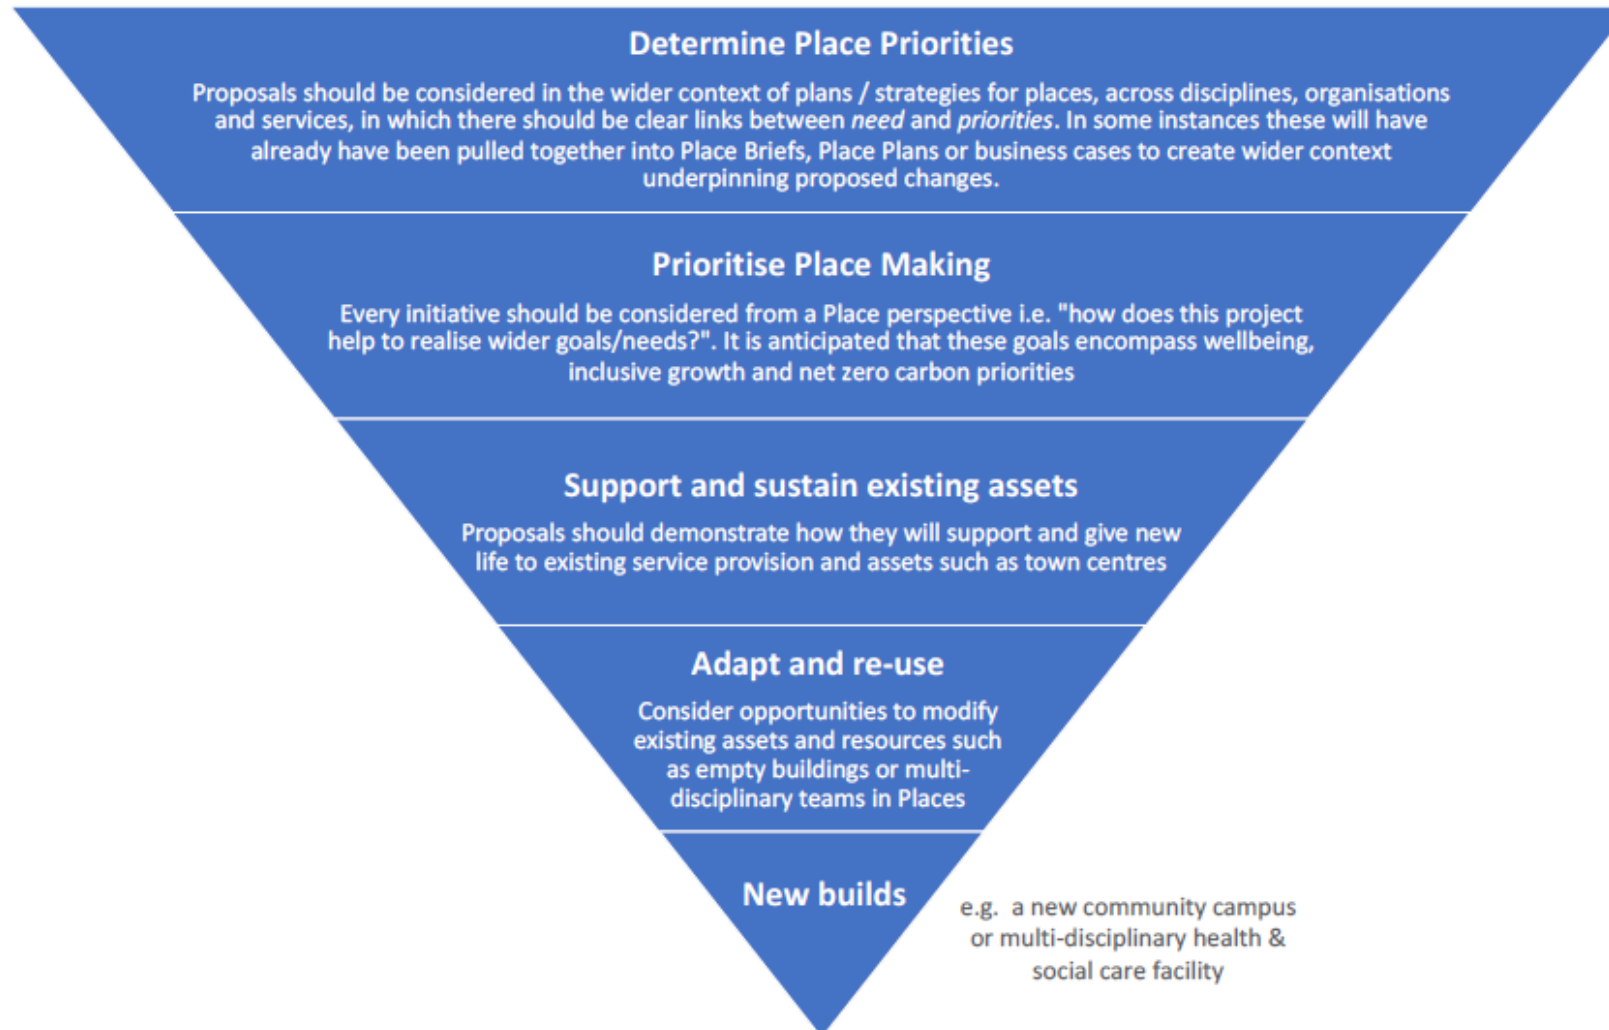 Determine Place Priorities
Proposals should be considered in the wider context of plans / strategies for places, across disciplines, organisations
and services, in which there should be clear links between need and priorities. In some instances these will have
already have been pulled together into Place Briefs, Place Plans or business cases to create wider context
underpinning proposed changes.
Prioritise Place Making
Every initiative should be considered from a Place perspective i.e. "how does this project
help to realise wider goals/needs?". It is anticipated that these goals encompass wellbeing,
inclusive growth and net zero carbon priorities
Support and sustain existing assets
Proposals should demonstrate how they will support and give new
life to existing service provision and assets such as town centres
Adapt and re-use
Consider opportunities to modify
existing assets and resources such
as empty buildings or multi-
disciplinary teams in Places
New builds
e.g. a new community campus
or multi-disciplinary health &
social care facility